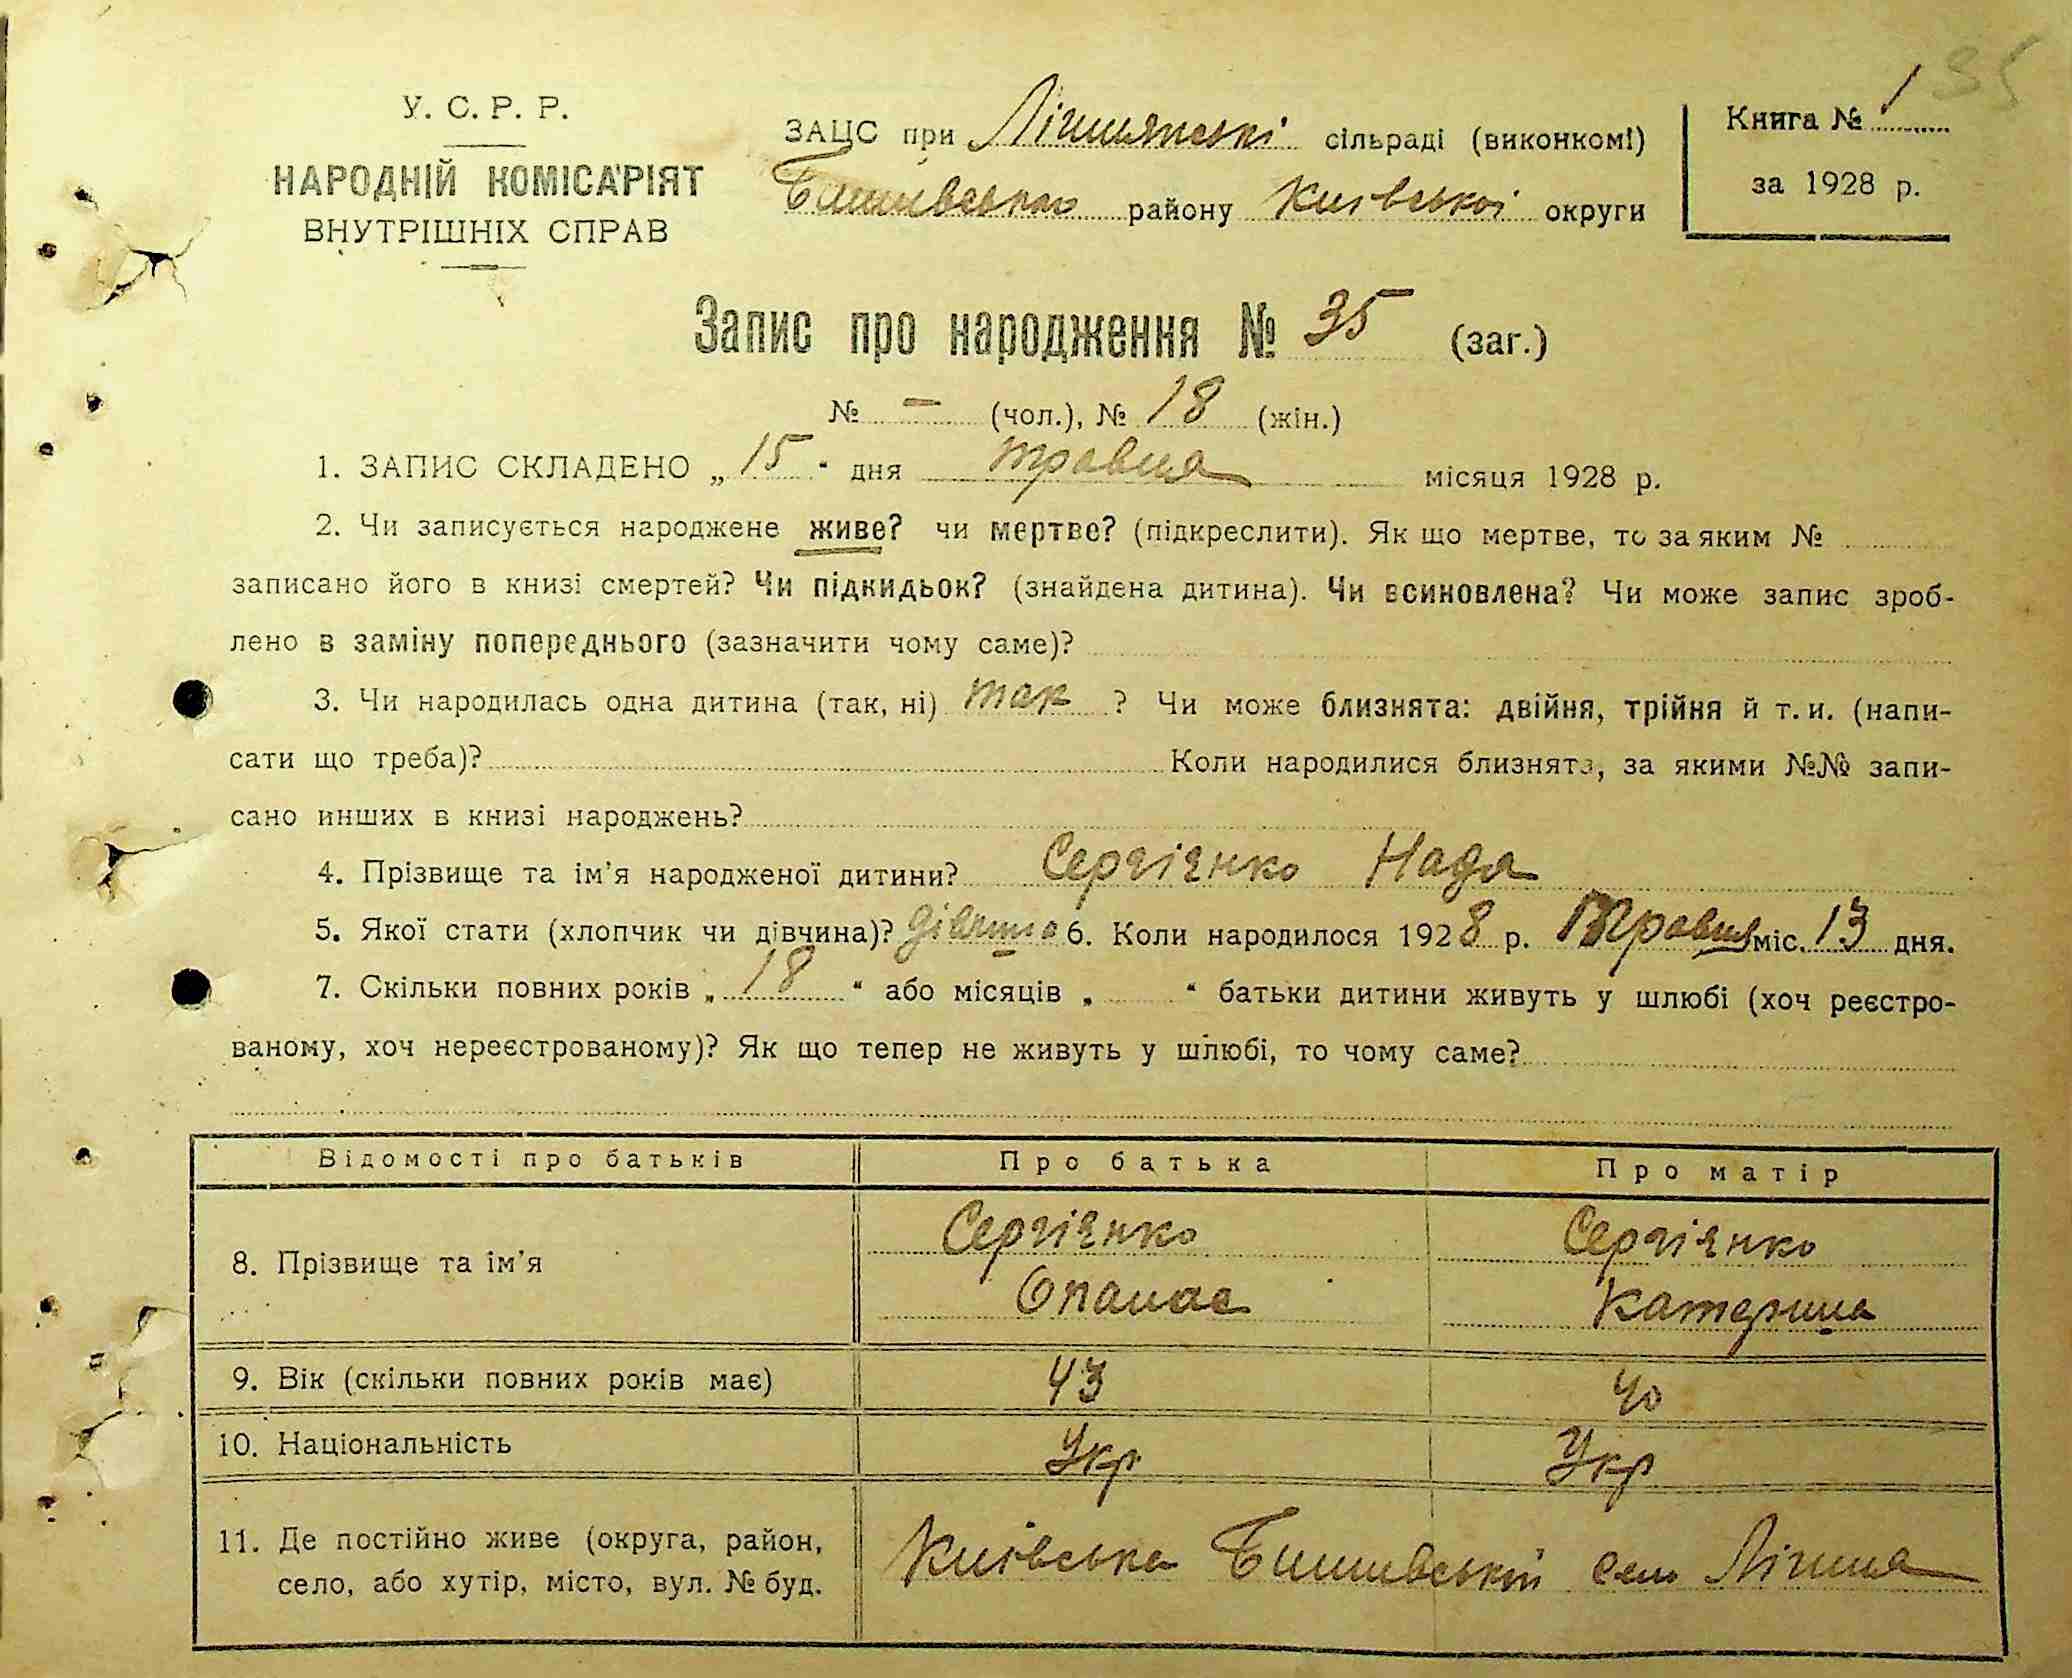 35
У. С. Р. Р.
НАРОДНІЙ КОМІСАРІЯТ
ВНУТРІШНІХ СПРАВ
ЗАЦС при сільраді (виконкомі)
району Київської округи
Книга № 1
за 1928 р.
Запис про народження № 35 (заг.)
№ – (чол.), № 18 (жін.)
1. ЗАПИС СКЛАДЕНО „ 15 “ дня травня місяця 1928 р.
2. Чи записується народжене живе? чи мертве? (підкреслити). Як що мертве, то за яким №
записано його в книзі смертей? Чи підкидьок? (знайдена дитина). Чи всиновлена? Чи може запис зроб-
лено в заміну попереднього (зазначити чому саме)?
3. Чи народилась одна дитина (так, ні) так ? Чи може близнята: двійня, трійня й т. и. (напи-
сати що треба)? Коли народилися близнята, за якими №№ запи-
сано инших в книзі народжень?
4. Прізвище та ім’я народженої дитини? Сергієнко Надя
5. Якої стати (хлопчик чи дівчина)? дівчина 6. Коли народилося 1928 р. Травня міс. 13 дня.
7. Скільки повних років „ 18 “ або місяців „ “ батьки дитини живуть у шлюбі (хоч реєстро-
ваному, хоч нереєстрованому)? Як що тепер не живуть у шлюбі, то чому саме?
Відомості про батьків Про батька Про матір
8. Прізвище та ім’я Сергієнко Сергієнко
Опанас Катерина
9. Вік (скільки повних років має) 43 40
10. Національність Укр Укр
11. Де постійно живе (округа, район,
село, або хутір, місто, вул. № буд. Київська село